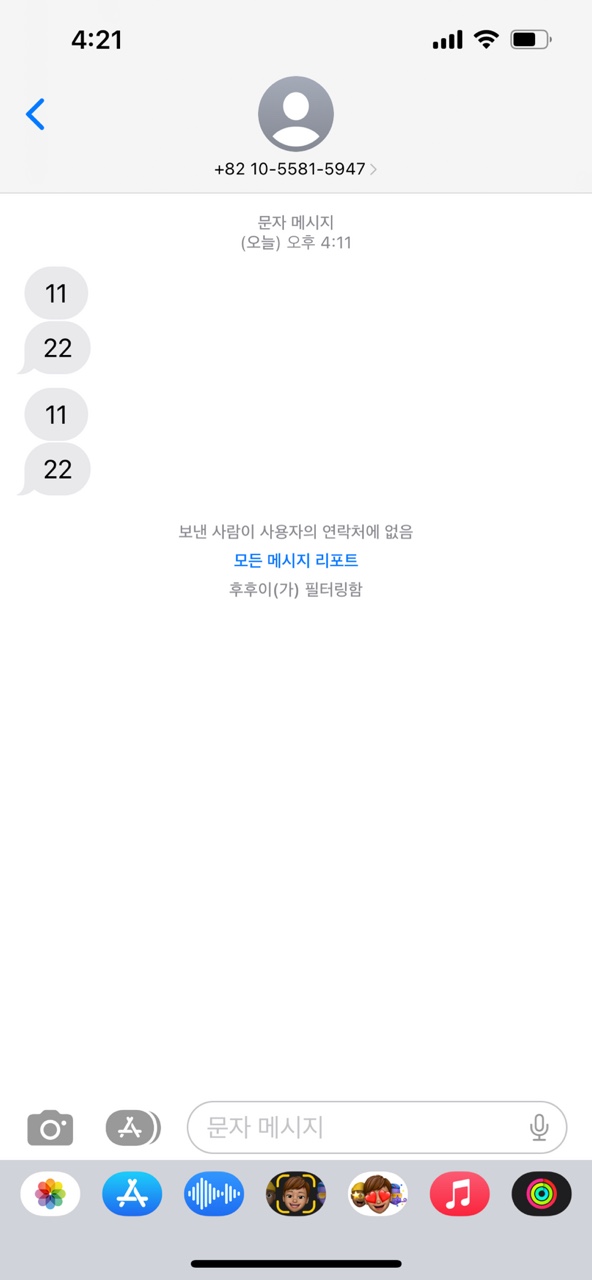 4:21
+82 10-5581-5947
문자 메시지
(오늘) 오후 4:11
11
22
11
22
보낸 사람이 사용자의 연락처에 없음
모든 메시지 리포트
후후이(가) 필터링함
문자 메시지